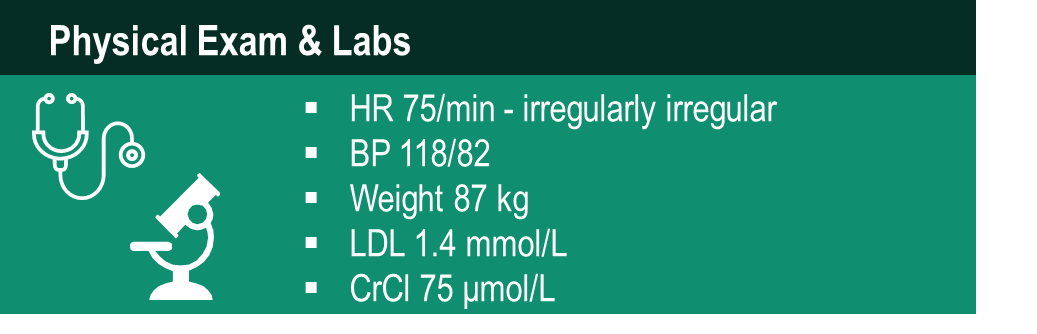 Physical Exam & Labs
▪ HR 75/min - irregularly irregular
▪ BP 118/82
▪ Weight 87 kg
▪ LDL 1.4 mmol/L
▪ CrCl 75 µmol/L